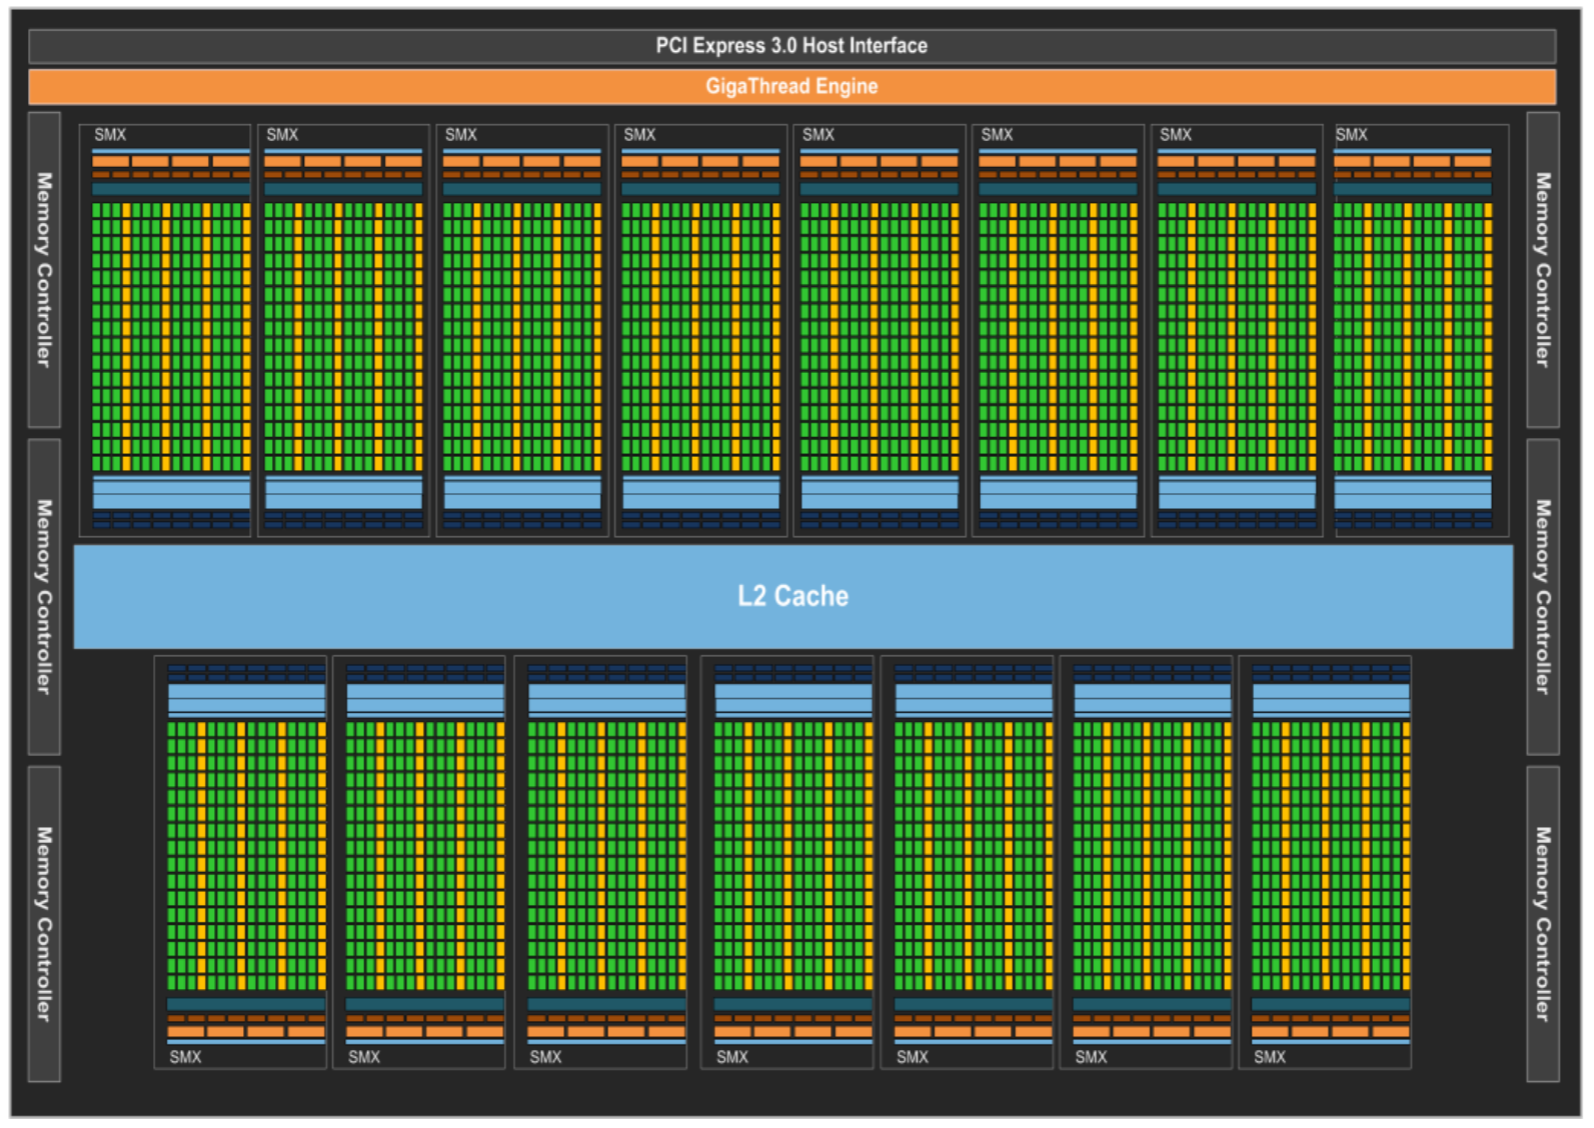 PCI Express 3.0 Host Interface
GigaThread Engine
SMX
SMX
SMX
SMX
SMX
SMX
SMX
SMX
Memory Controller
Memory Controller
Memory Controller
Memory Controller
L2 Cache
Memory Controller
Memory Controller
SMX
SMX
SMX
SMX
SMX
SMX
SMX